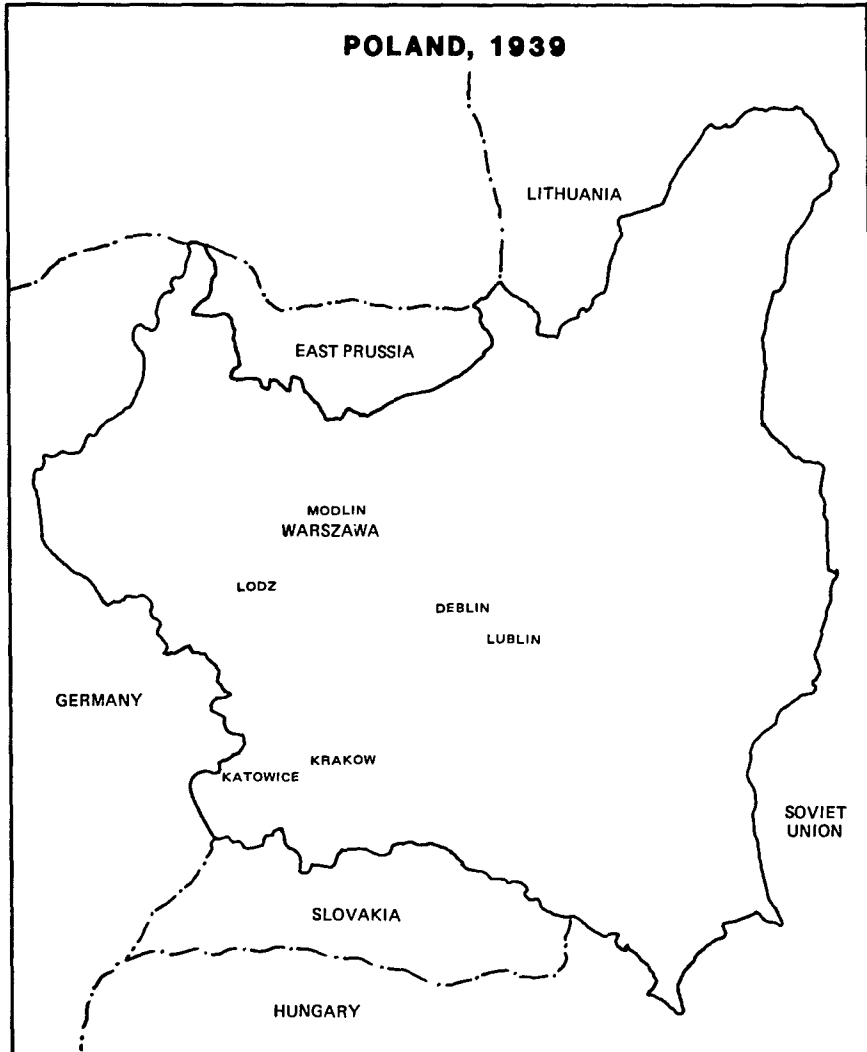 POLAND, 1939
LITHUANIA
EAST PRUSSIA
MODLIN
WARSZAWA
LODZ
DEBLIN
LUBLIN
GERMANY
KRAKOW
KATOWICE
SOVIET
UNION
SLOVAKIA
HUNGARY